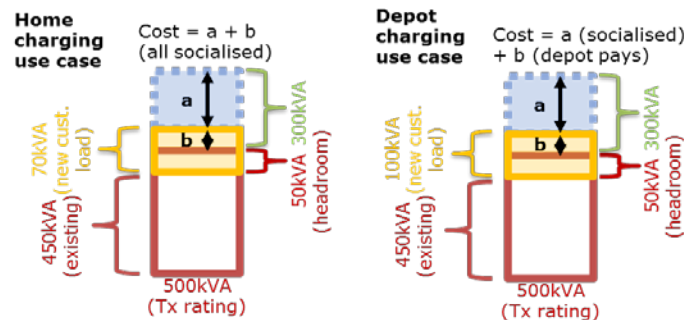 Home
charging
use case
Cost = a + b
(all socialised)
a
b
70kVA
(new cust.
load)
450kVA
(existing)
300kVA
50kVA
(headroom)
500kVA
(Tx rating)
Depot
charging
use case
Cost = a (socialised)
+ b (depot pays)
a
b
100kVA
(new cust.
load)
450kVA
(existing)
300kVA
50kVA
(headroom)
500kVA
(Tx rating)